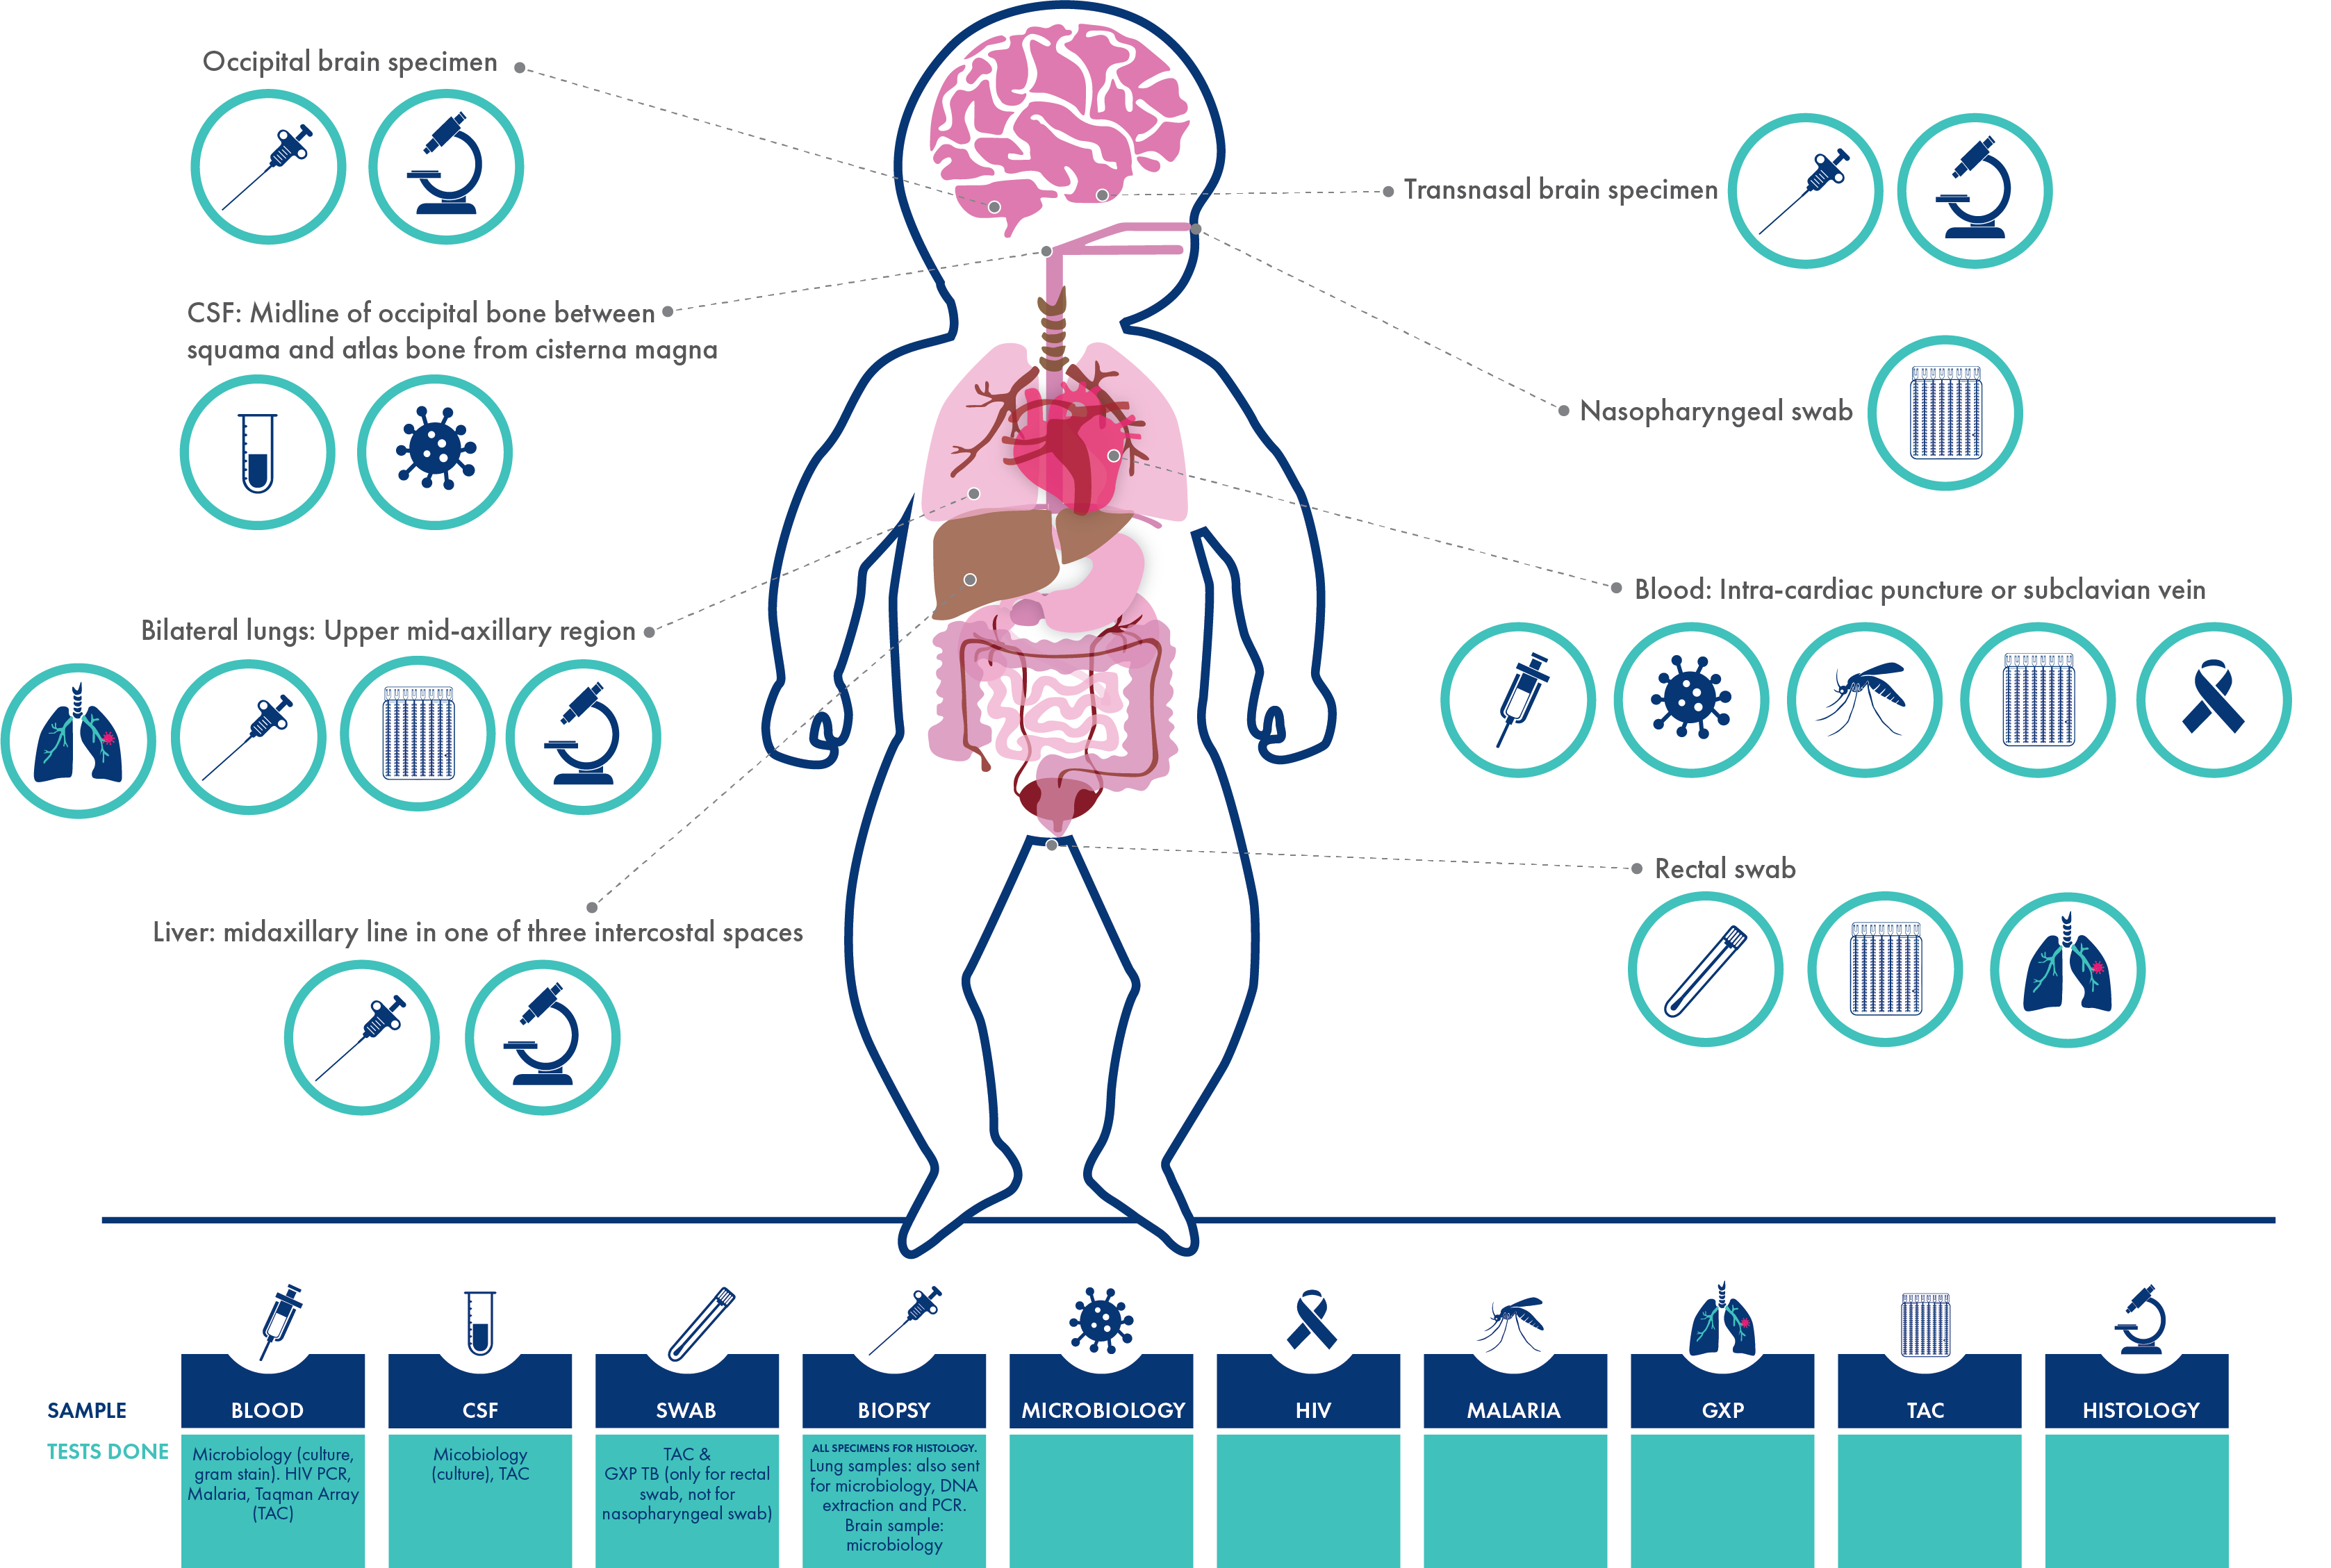 Occipital brain specimen
Transnasal brain specimen
CSF: Midline of occipital bone between
squama and atlas bone from cisterna magna
Nasopharyngeal swab
Bilateral lungs: Upper mid-axillary region
Blood: Intra-cardiac puncture or subclavian vein
Rectal swab
Liver: midaxillary line in one of three intercostal spaces
SAMPLE
BLOOD
CSF
SWAB
BIOPSY
MICROBIOLOGY
HIV
MALARIA
GXP
TAC
HISTOLOGY
TESTS DONE
Microbiology (culture,
gram stain). HIV PCR,
Malaria, Taqman Array
(TAC)
Micobiology
(culture), TAC
TAC &
GXP TB (only for rectal
swab, not for
nasopharyngeal swab)
ALL SPECIMENS FOR HISTOLOGY.
Lung samples: also sent
for microbiology, DNA
extraction and PCR.
Brain sample:
microbiology